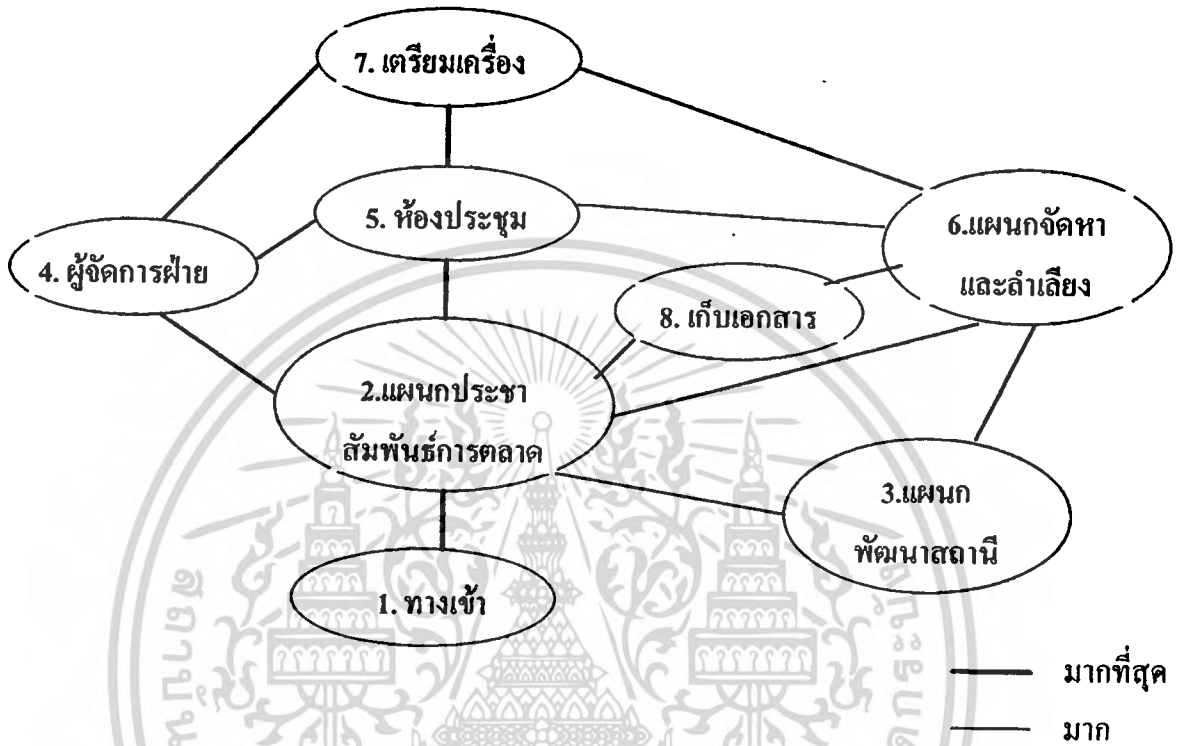 7. เตรียมเครื่อง
5. ห้องประชุม
4. ผู้จัดการฝ่าย
6.แผนกจัดหา
และลำเลียง
8. เก็บเอกสาร
2.แผนกประชา
สัมพันธ์การตลาด
3.แผนก
พัฒนาสถานี
1. ทางเข้า
มากที่สุด
มาก